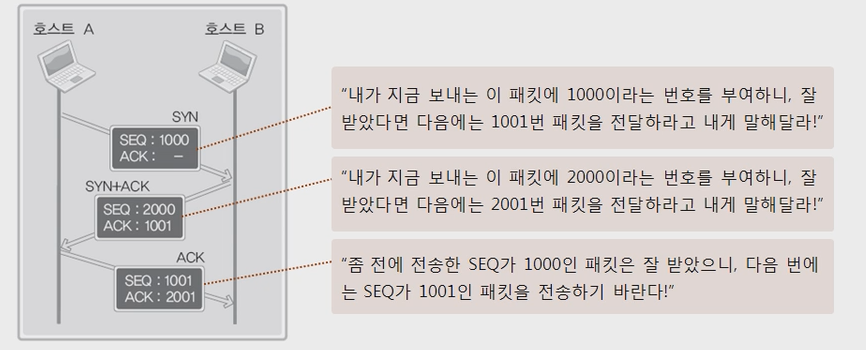 호스트 A
호스트 B
SYN
SEQ : 1000
ACK : –
SYN+ACK
SEQ : 2000
ACK : 1001
ACK
SEQ : 1001
ACK : 2001
“내가 지금 보내는 이 패킷에 1000이라는 번호를 부여하니, 잘
받았다면 다음에는 1001번 패킷을 전달하라고 내게 말해달라!”
“내가 지금 보내는 이 패킷에 2000이라는 번호를 부여하니, 잘
받았다면 다음에는 2001번 패킷을 전달하라고 내게 말해달라!”
“좀 전에 전송한 SEQ가 1000인 패킷은 잘 받았으니, 다음 번에
는 SEQ가 1001인 패킷을 전송하기 바란다!”